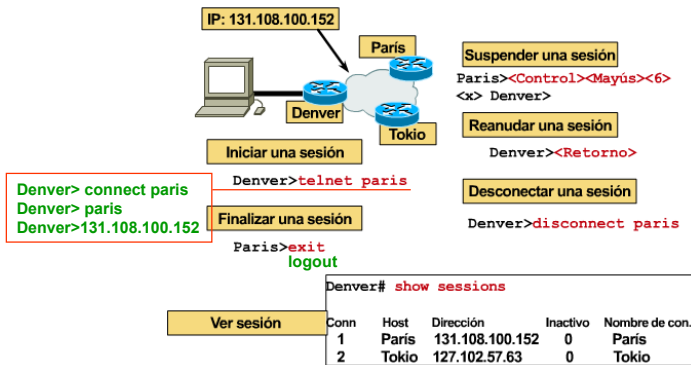 IP: 131.108.100.152
París
Denver
Tokio
Suspender una sesión
Paris><Control><Mayús><6>
<x> Denver>
Reanudar una sesión
Denver><Retorno>
Desconectar una sesión
Denver>disconnect paris
Iniciar una sesión
Denver>telnet paris
Denver> connect paris
Denver> paris
Denver>131.108.100.152
Finalizar una sesión
Paris>exit
logout
Ver sesión
Denver# show sessions
Conn Host Dirección Inactivo Nombre de con.
1 París 131.108.100.152 0 París
2 Tokio 127.102.57.63 0 Tokio